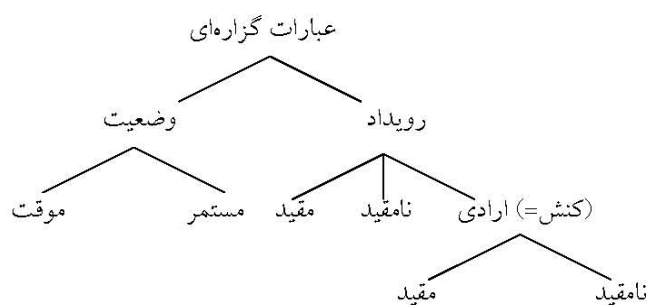 عبارات گزاره‌ای
رویداد وضعیت
(کنش=) ارادی نامقید مقید مستمر موقت
نامقید مقید